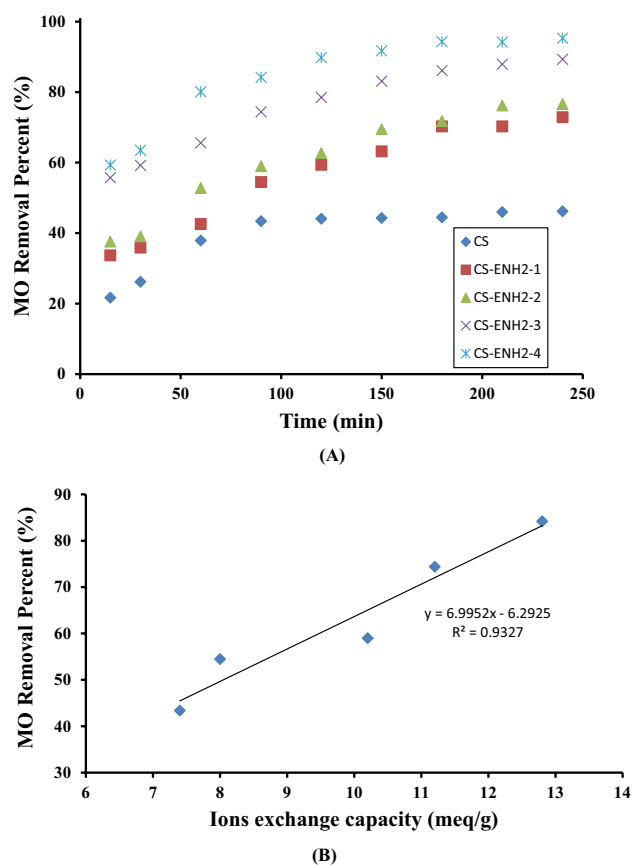 MO Removal Percent (%)
100
80
60
40
20
0
CS
CS-ENH2-1
CS-ENH2-2
CS-ENH2-3
CS-ENH2-4
0 50 100 150 200 250
Time (min)
(A)
MO Removal Percent (%)
90
80
70
60
50
40
30
y = 6.9952x - 6.2925
R² = 0.9327
6 7 8 9 10 11 12 13 14
Ions exchange capacity (meq/g)
(B)